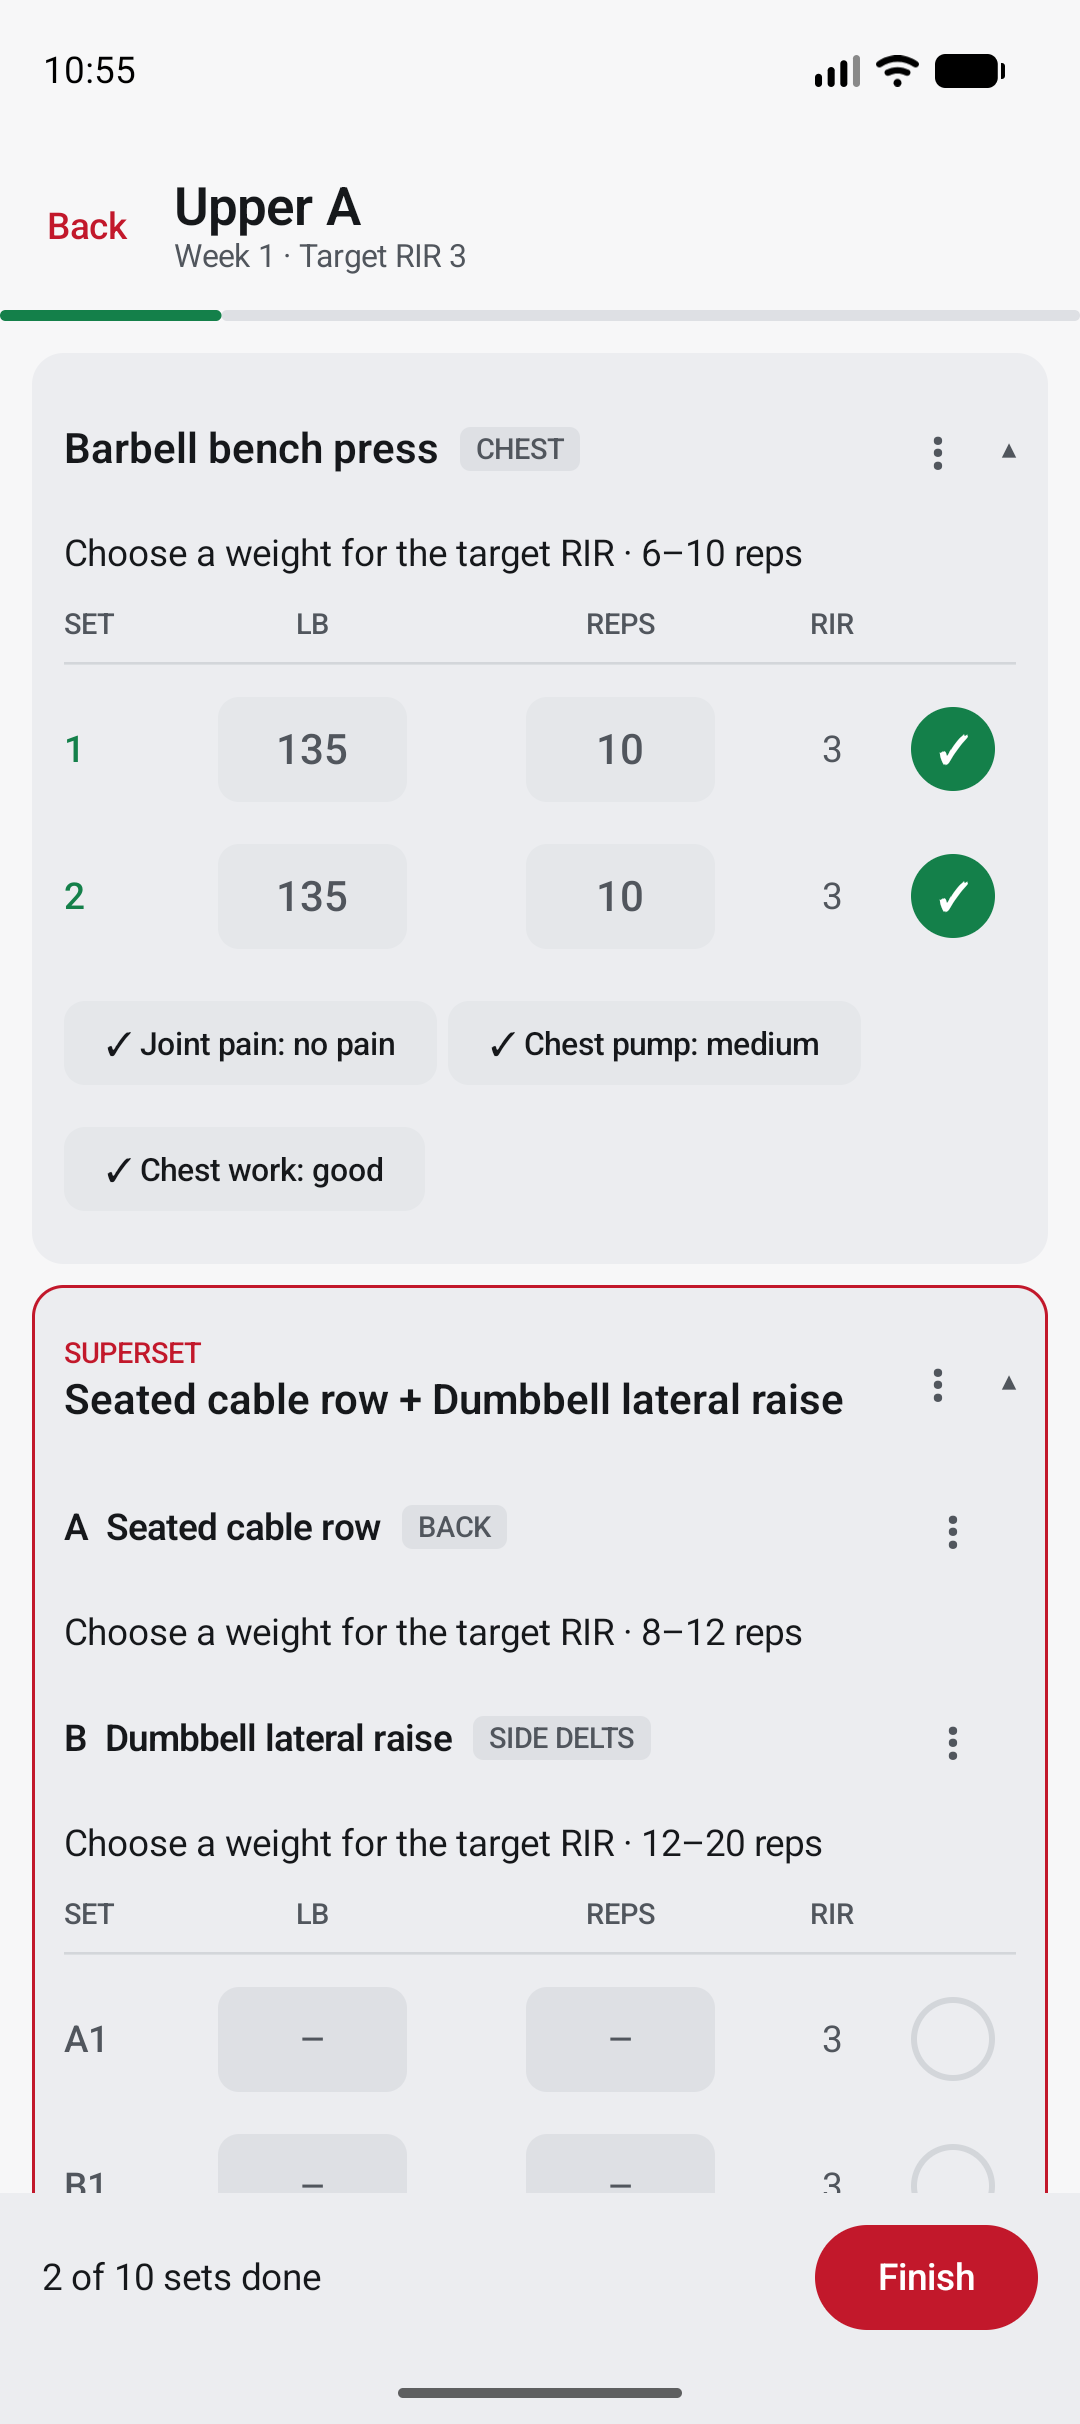 10:55
Back
Upper A
Week 1 · Target RIR 3
Barbell bench press CHEST
Choose a weight for the target RIR · 6–10 reps
SET LB REPS RIR
1 135 10 3 ✓
2 135 10 3 ✓
✓ Joint pain: no pain ✓ Chest pump: medium
✓ Chest work: good
SUPERSET
Seated cable row + Dumbbell lateral raise
A Seated cable row BACK
Choose a weight for the target RIR · 8–12 reps
B Dumbbell lateral raise SIDE DELTS
Choose a weight for the target RIR · 12–20 reps
SET LB REPS RIR
A1 – – 3
B1 – – 3
2 of 10 sets done
Finish